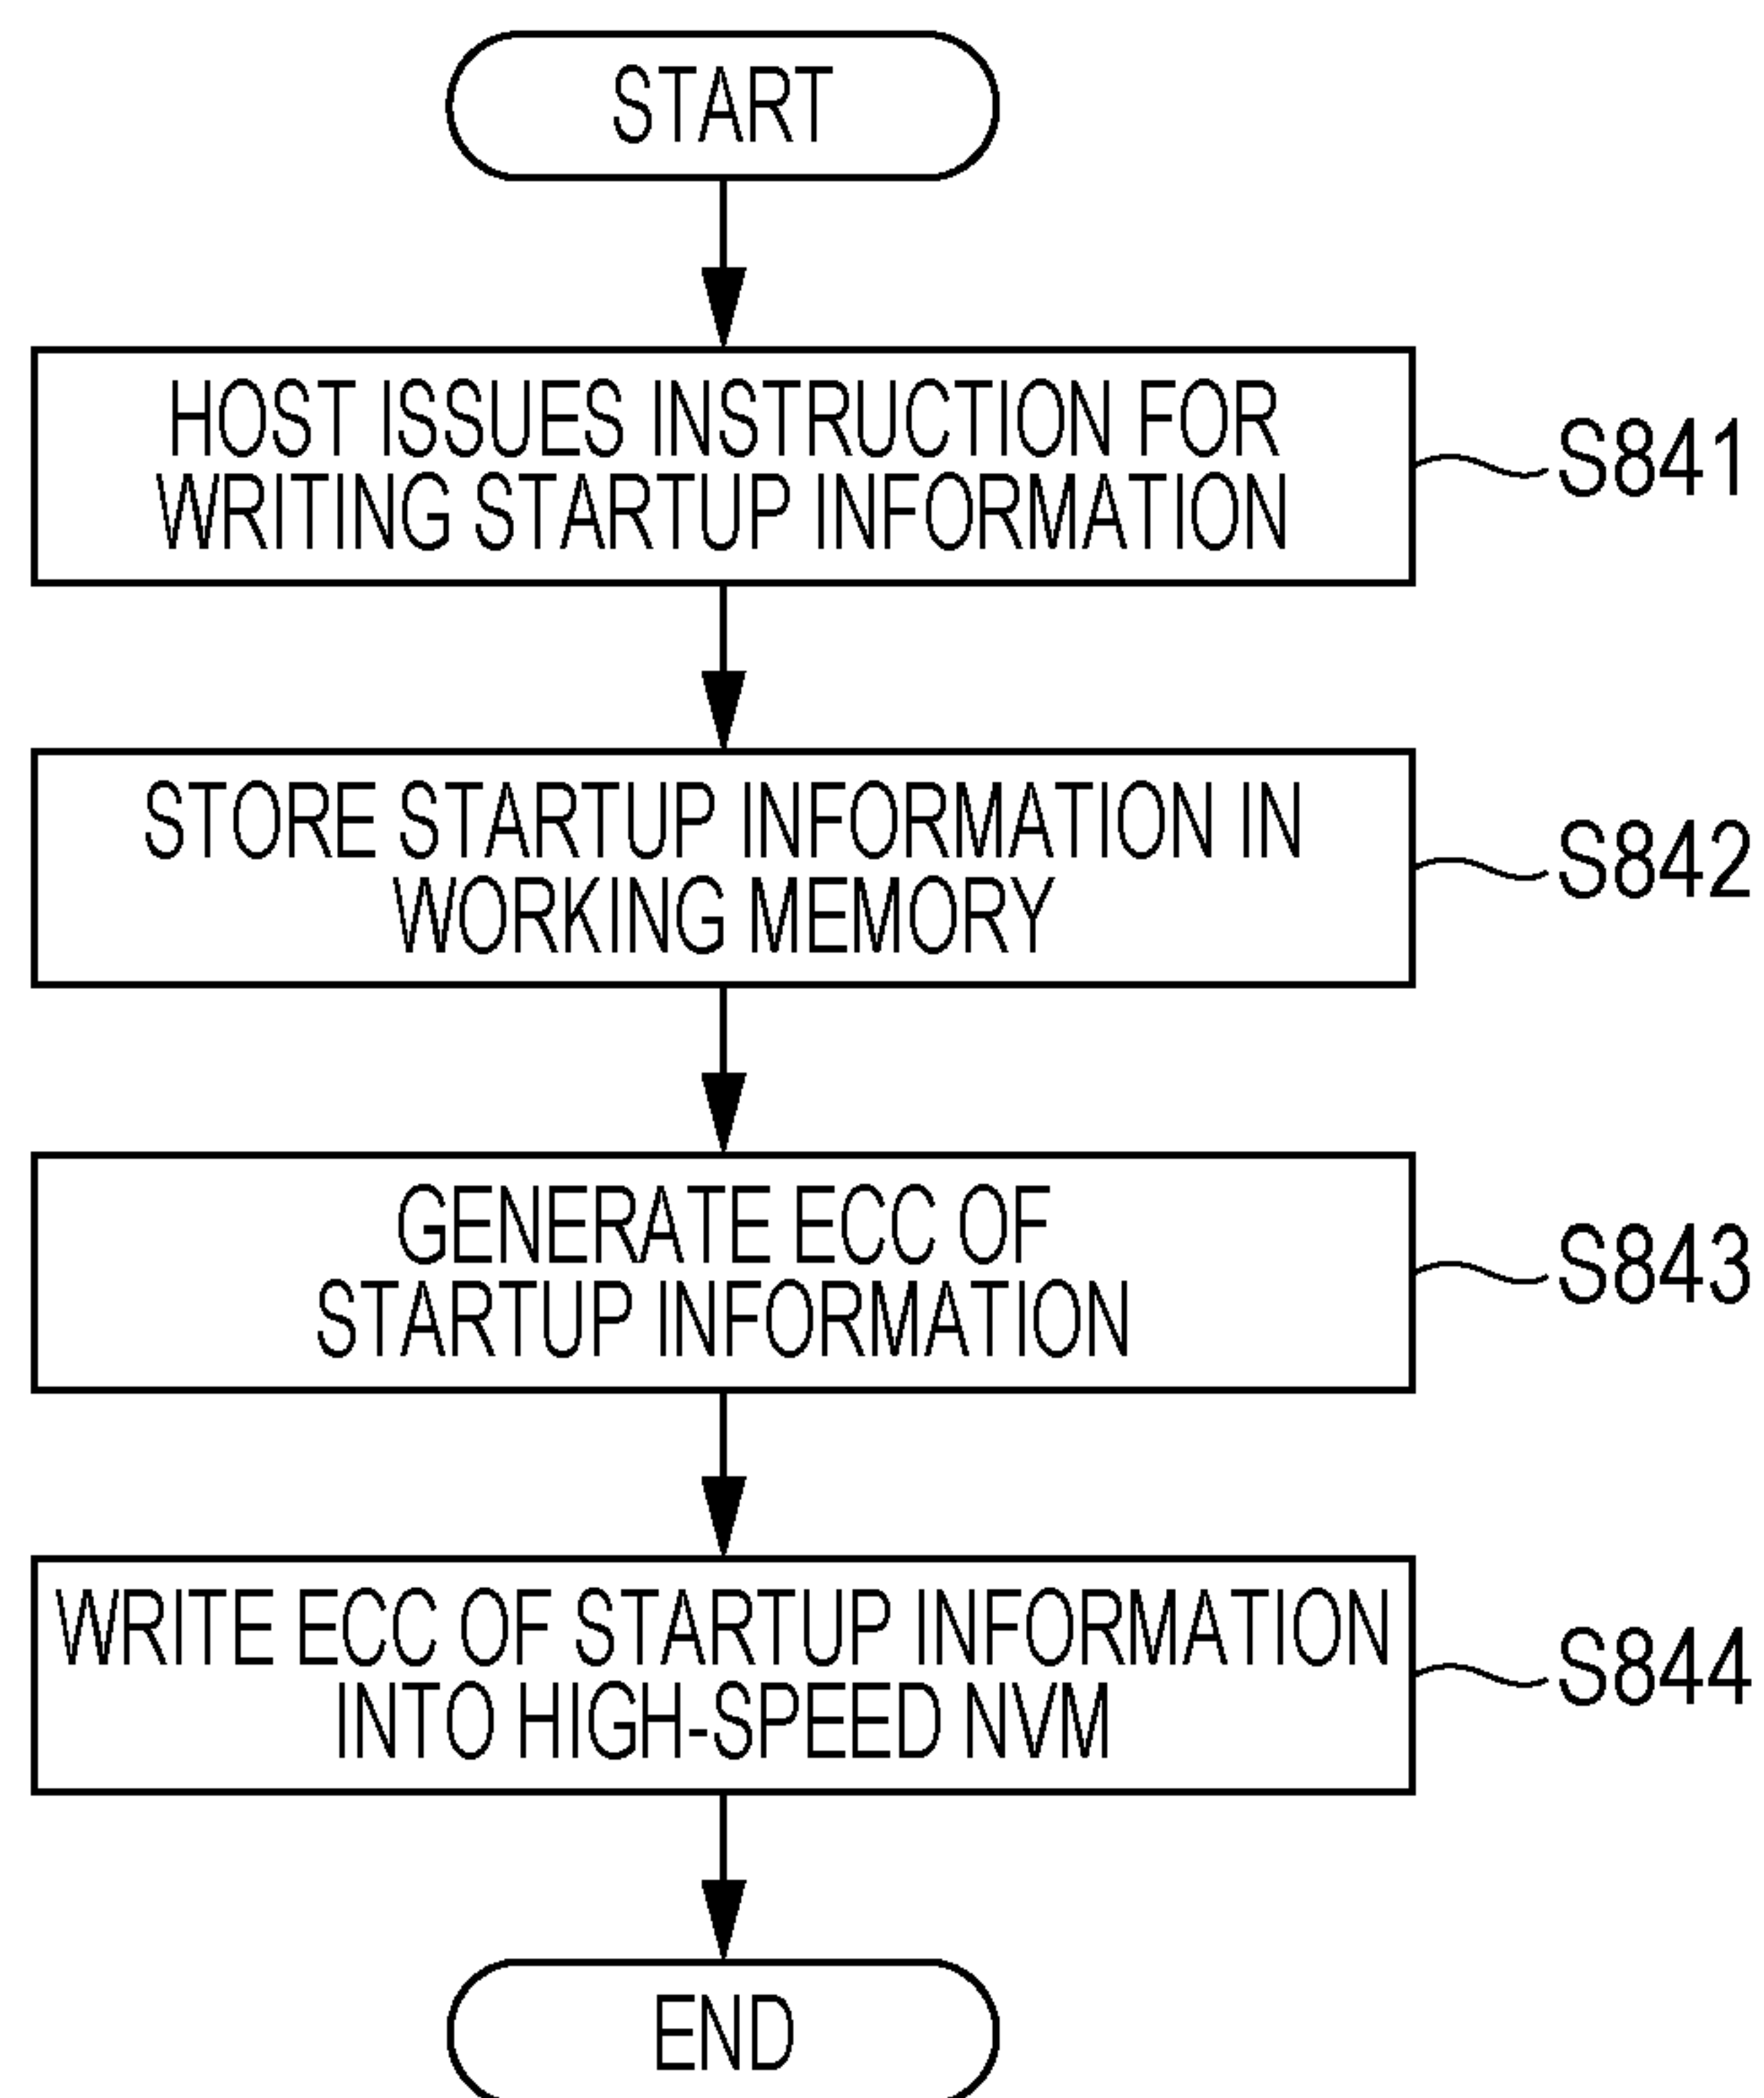 START
HOST ISSUES INSTRUCTION FOR
WRITING STARTUP INFORMATION
S841
STORE STARTUP INFORMATION IN
WORKING MEMORY
S842
GENERATE ECC OF
STARTUP INFORMATION
S843
WRITE ECC OF STARTUP INFORMATION
INTO HIGH-SPEED NVM
S844
END